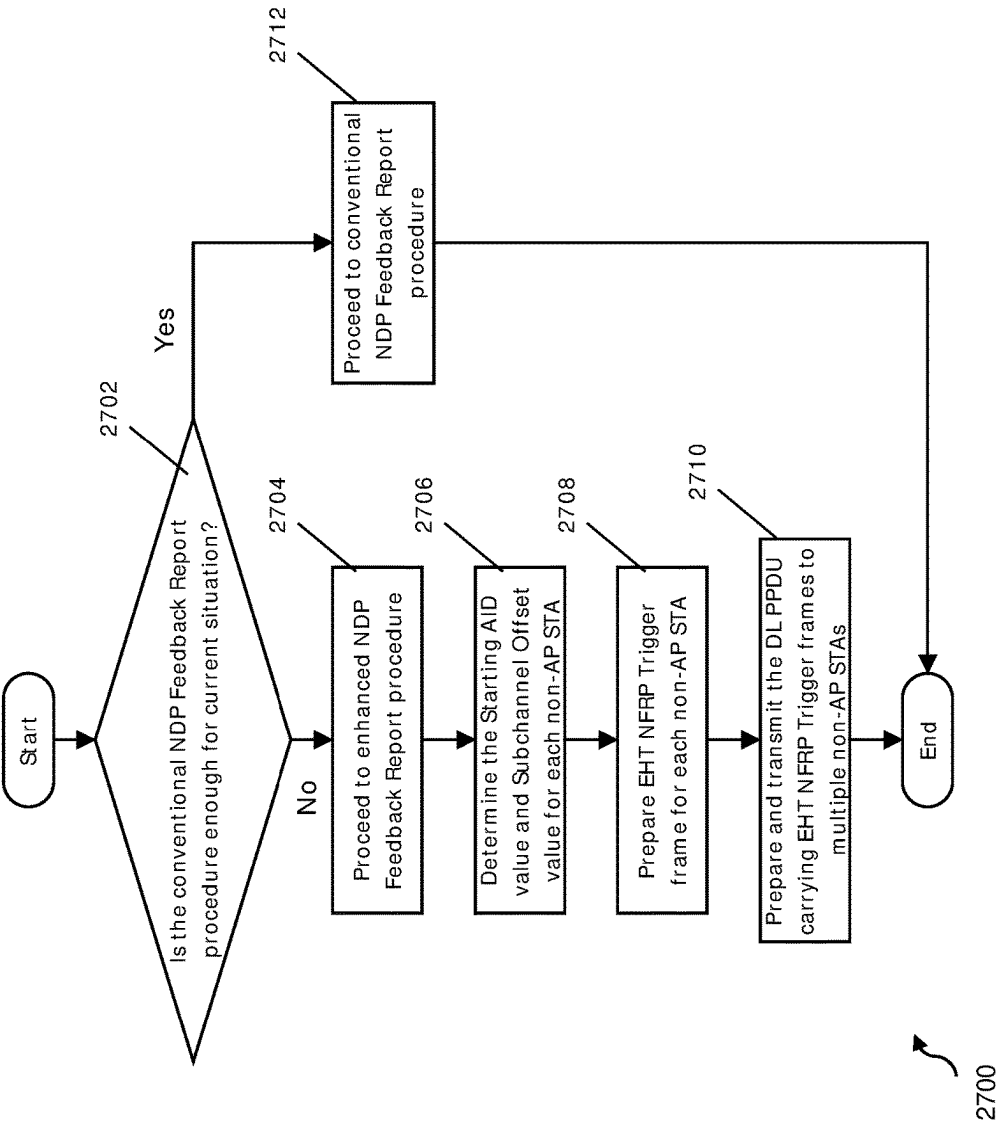 Start
2702
Is the conventional NDP Feedback Report
procedure enough for current situation?
Yes
No
2704
Proceed to enhanced NDP
Feedback Report procedure
2706
Determine the Starting AID
value and Subchannel Offset
value for each non-AP STA
2708
Prepare EHT NFRP Trigger
frame for each non-AP STA
2710
Prepare and transmit the DL PPDU
carrying EHT NFRP Trigger frames to
multiple non-AP STAs
2712
Proceed to conventional
NDP Feedback Report
procedure
End
2700